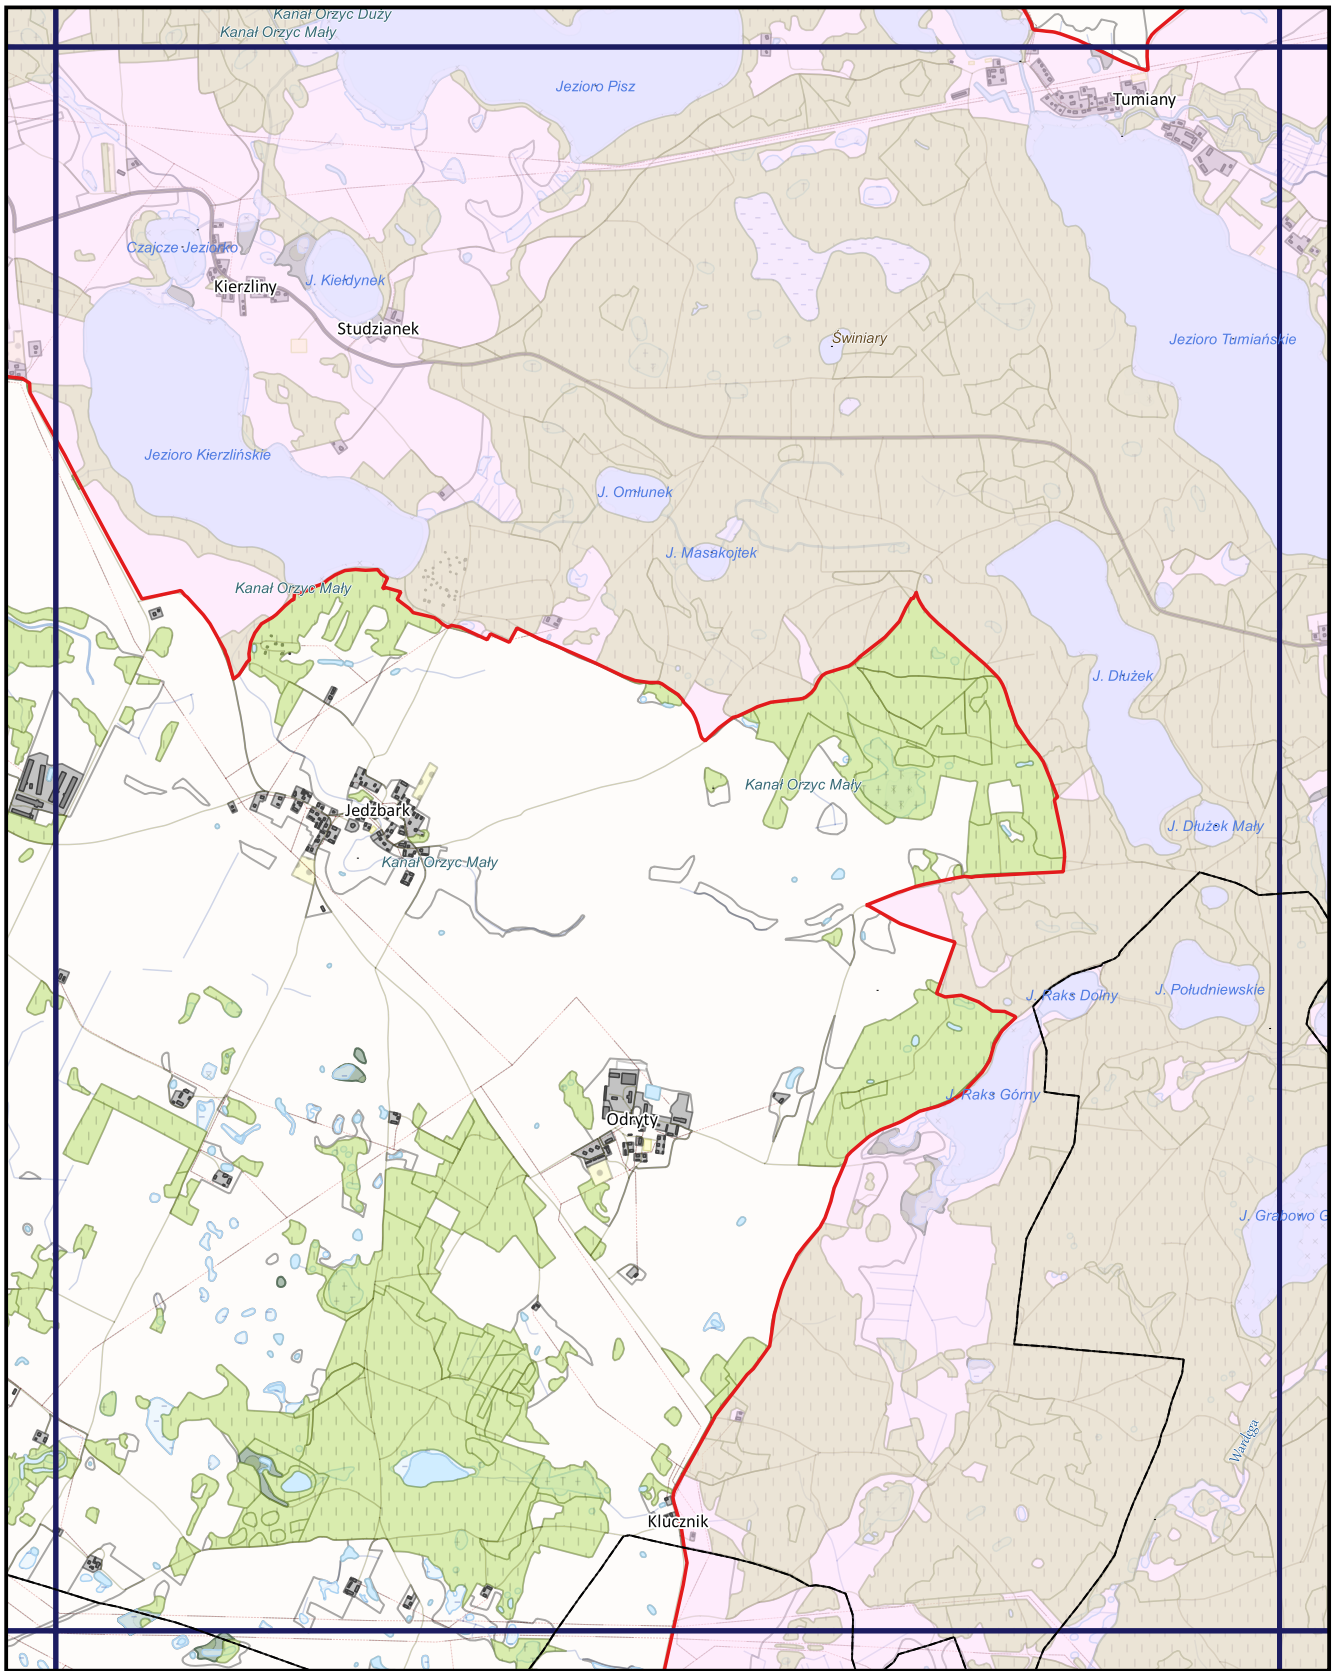 Kanał Orzyc Duży
Kanał Orzyc Mały
Jezioro Pisz
Tumiany
Czajcze Jeziorko
J. Kiełdynek
Kierzliny
Studzianek
Świniary
Jezioro Tumiańskie
Jezioro Kierzlińskie
J. Omłunek
J. Masakojtek
Kanał Orzyc Mały
J. Dłużek
Kanał Orzyc Mały
Jedzbark
J. Dłużek Mały
Kanał Orzyc Mały
J. Raks Dolny
J. Południewskie
J. Raks Górny
Odryty
J. Grabowo G
Wardęga
Klucznik